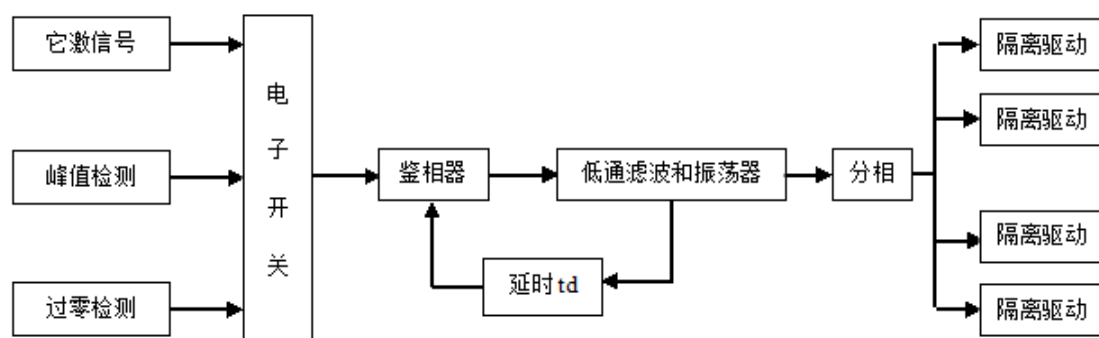 它激信号
峰值检测
过零检测
电
子
开
关
鉴相器
低通滤波和振荡器
延时td
分相
隔离驱动
隔离驱动
隔离驱动
隔离驱动